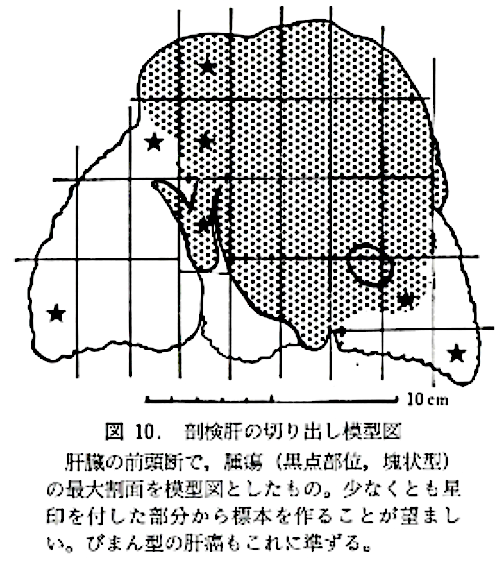 10 cm
図 10. 剖検肝の切り出し模型図
肝臓の前頭断で，腫瘍（黒点部位，塊状型）
の最大割面を模型図としたもの。少なくとも星
印を付した部分から標本を作ることが望まし
い。びまん型の肝癌もこれに準ずる。